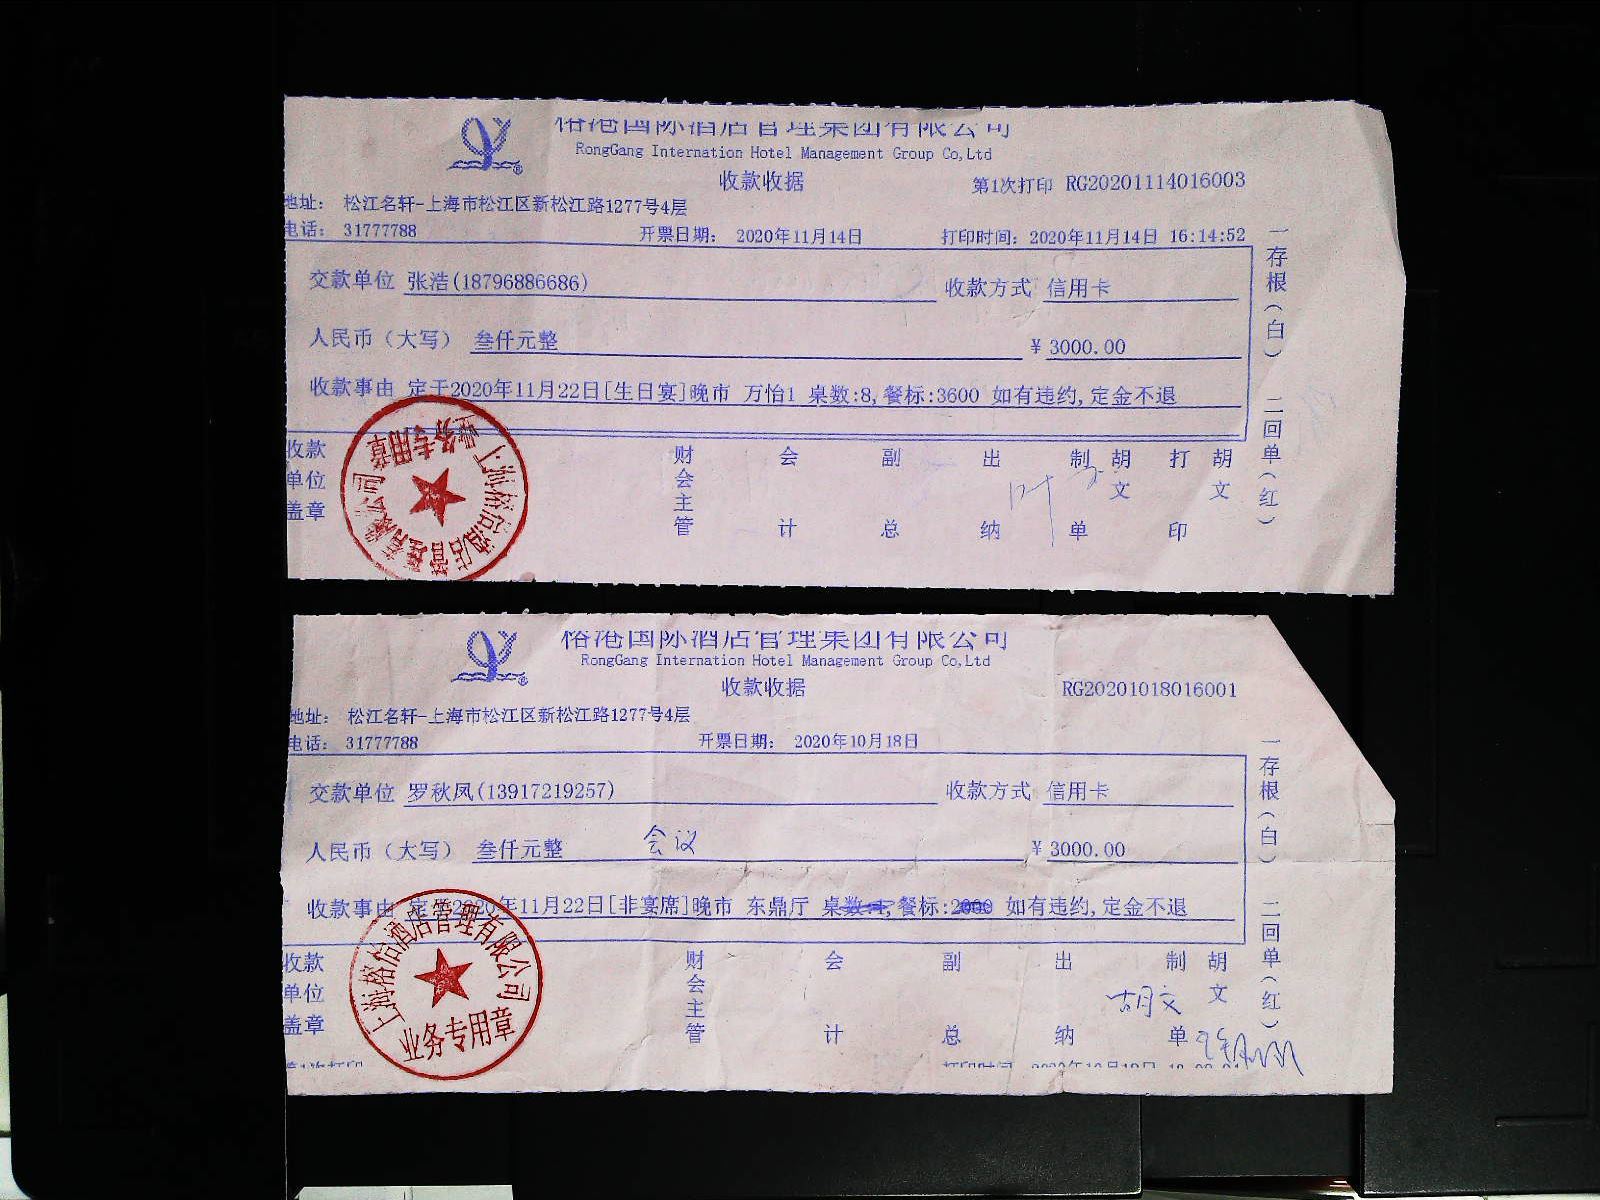 榕港国际酒店管理集团有限公司
RongGang Internation Hotel Management Group Co,Ltd
收款收据
第1次打印 RG20201114016003
地址： 松江名轩-上海市松江区新松江路1277号4层
电话： 31777788 开票日期： 2020年11月14日 打印时间：2020年11月14日 16:14:52
交款单位 张浩(18796886686) 收款方式 信用卡
人民币（大写） 叁仟元整 ¥ 3000.00
收款事由 定于2020年11月22日[生日宴]晚市 万怡1 桌数:8,餐标:3600 如有违约,定金不退
收款单位盖章 财会主管 会计 副总 出纳 制单 胡文 打印 胡文
一存根（白） 二回单（红）
业务专用章
榕港国际酒店管理集团有限公司
RongGang Internation Hotel Management Group Co,Ltd
收款收据
RG20201018016001
地址： 松江名轩-上海市松江区新松江路1277号4层
电话： 31777788 开票日期： 2020年10月18日
交款单位 罗秋凤(13917219257) 收款方式 信用卡
会议
人民币（大写） 叁仟元整 ¥ 3000.00
收款事由 定于2020年11月22日[非宴席]晚市 东鼎厅 桌数:1,餐标:2000 如有违约,定金不退
收款单位盖章 财会主管 会计 副总 出纳 制单 胡文
胡文
一存根（白） 二回单（红）
业务专用章
第1次打印